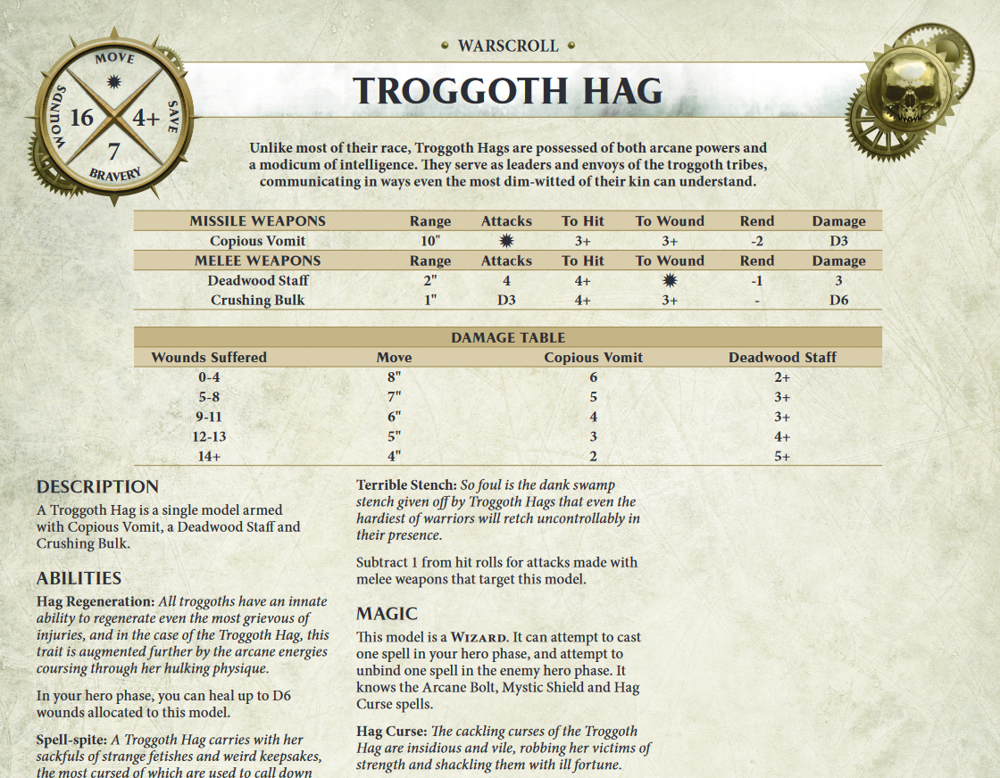 WARSCROLL
TROGGOTH HAG
MOVE
WOUNDS
16
4+
SAVE
7
BRAVERY
Unlike most of their race, Troggoth Hags are possessed of both arcane powers and
a modicum of intelligence. They serve as leaders and envoys of the troggoth tribes,
communicating in ways even the most dim-witted of their kin can understand.
MISSILE WEAPONS Range Attacks To Hit To Wound Rend Damage
Copious Vomit 10" ✹ 3+ 3+ -2 D3
MELEE WEAPONS Range Attacks To Hit To Wound Rend Damage
Deadwood Staff 2" 4 4+ ✹ -1 3
Crushing Bulk 1" D3 4+ 3+ - D6
DAMAGE TABLE
Wounds Suffered Move Copious Vomit Deadwood Staff
0-4 8" 6 2+
5-8 7" 5 3+
9-11 6" 4 3+
12-13 5" 3 4+
14+ 4" 2 5+
DESCRIPTION
A Troggoth Hag is a single model armed
with Copious Vomit, a Deadwood Staff and
Crushing Bulk.
ABILITIES
Hag Regeneration: All troggoths have an innate
ability to regenerate even the most grievous of
injuries, and in the case of the Troggoth Hag, this
trait is augmented further by the arcane energies
coursing through her hulking physique.
In your hero phase, you can heal up to D6
wounds allocated to this model.
Spell-spite: A Troggoth Hag carries with her
sackfuls of strange fetishes and weird keepsakes,
the most cursed of which are used to call down
Terrible Stench: So foul is the dank swamp
stench given off by Troggoth Hags that even the
hardiest of warriors will retch uncontrollably in
their presence.
Subtract 1 from hit rolls for attacks made with
melee weapons that target this model.
MAGIC
This model is a WIZARD. It can attempt to cast
one spell in your hero phase, and attempt to
unbind one spell in the enemy hero phase. It
knows the Arcane Bolt, Mystic Shield and Hag
Curse spells.
Hag Curse: The cackling curses of the Troggoth
Hag are insidious and vile, robbing her victims of
strength and shackling them with ill fortune.